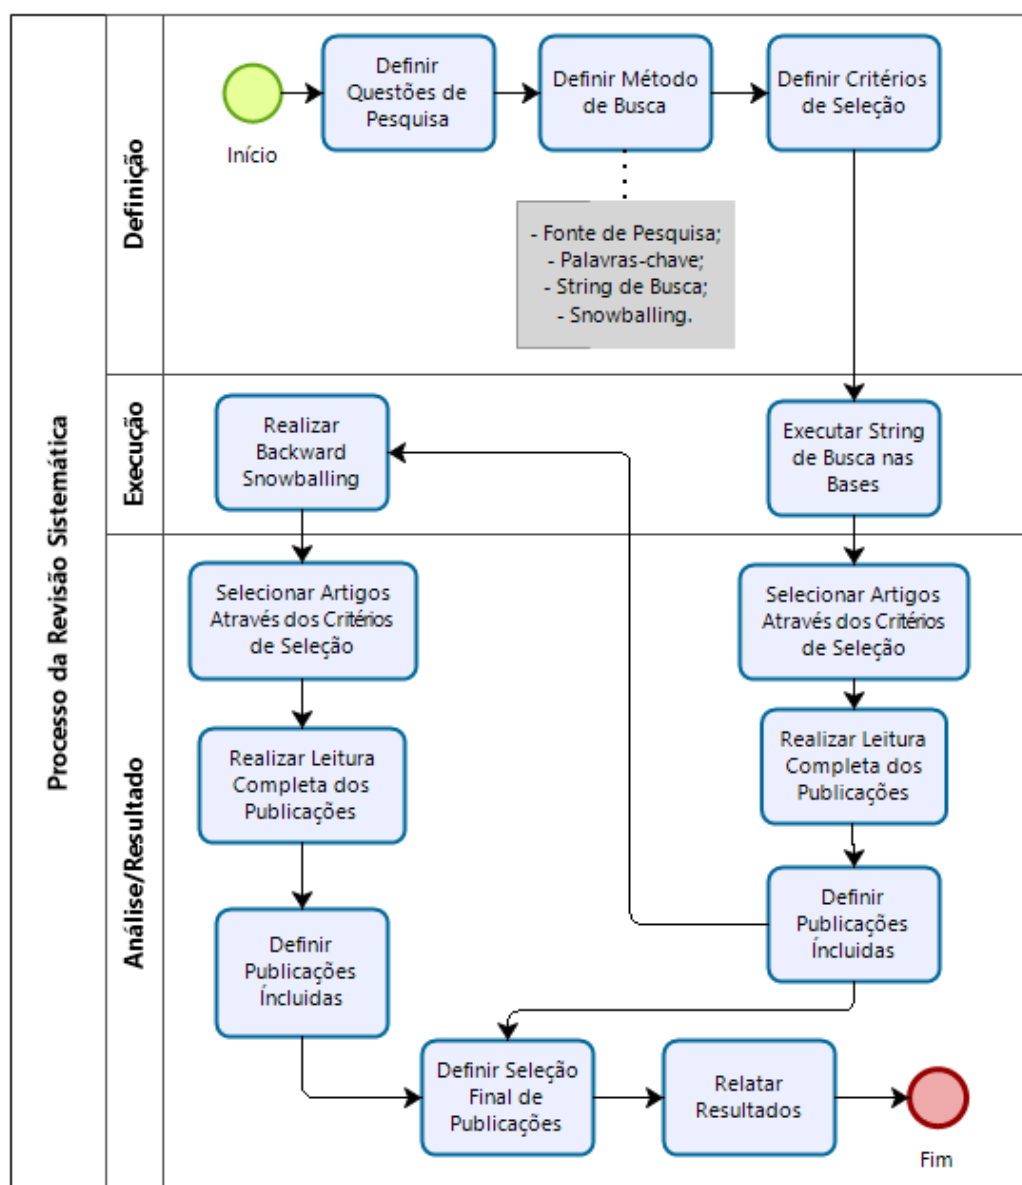 Processo da Revisão Sistemática
Definição
Início
Definir
Questões de
Pesquisa
Definir Método
de Busca
Definir Critérios
de Seleção
- Fonte de Pesquisa;
- Palavras-chave;
- String de Busca;
- Snowballing.
Execução
Realizar
Backward
Snowballing
Executar String
de Busca nas
Bases
Análise/Resultado
Selecionar Artigos
Através dos Critérios
de Seleção
Realizar Leitura
Completa dos
Publicações
Definir
Publicações
Íncluidas
Selecionar Artigos
Através dos Critérios
de Seleção
Realizar Leitura
Completa dos
Publicações
Definir
Publicações
Íncluidas
Definir Seleção
Final de
Publicações
Relatar
Resultados
Fim